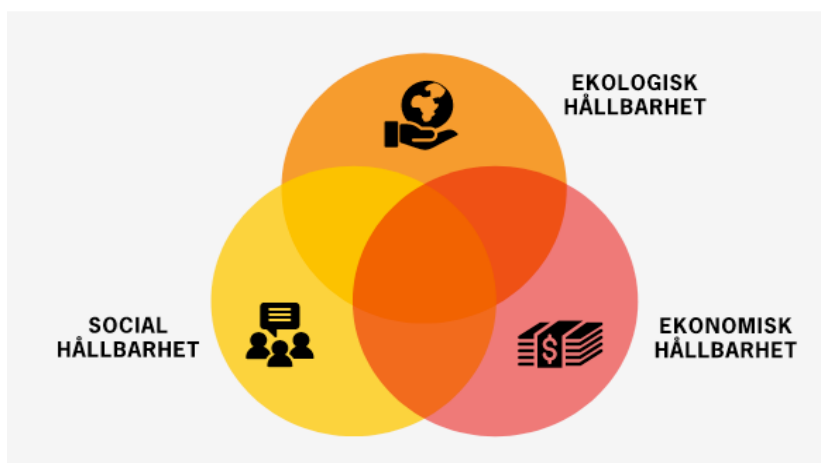 EKOLOGISK
HÅLLBARHET
SOCIAL
HÅLLBARHET
EKONOMISK
HÅLLBARHET
$